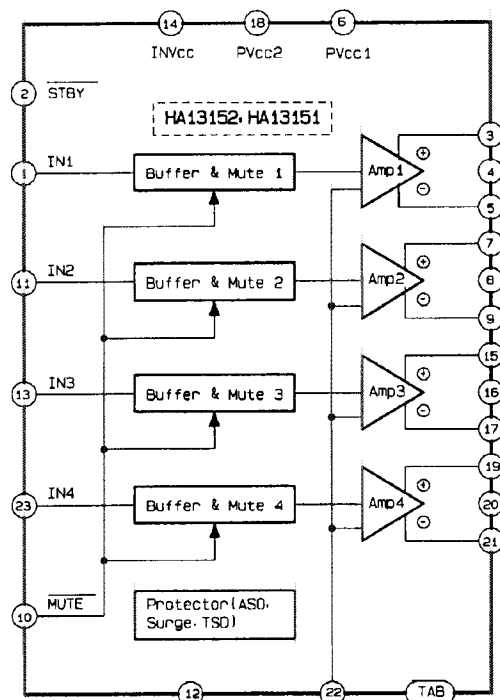 14 18 6
INVcc PVcc2 PVcc1
2 STBY
HA13152, HA13151
3
1 IN1 Buffer & Mute 1 Amp1 + 4
- 5
7
11 IN2 Buffer & Mute 2 Amp2 + 8
- 9
15
13 IN3 Buffer & Mute 3 Amp3 + 16
- 17
19
23 IN4 Buffer & Mute 4 Amp4 + 20
- 21
10 MUTE
Protector(ASO,
Surge,TSD)
12 22 TAB